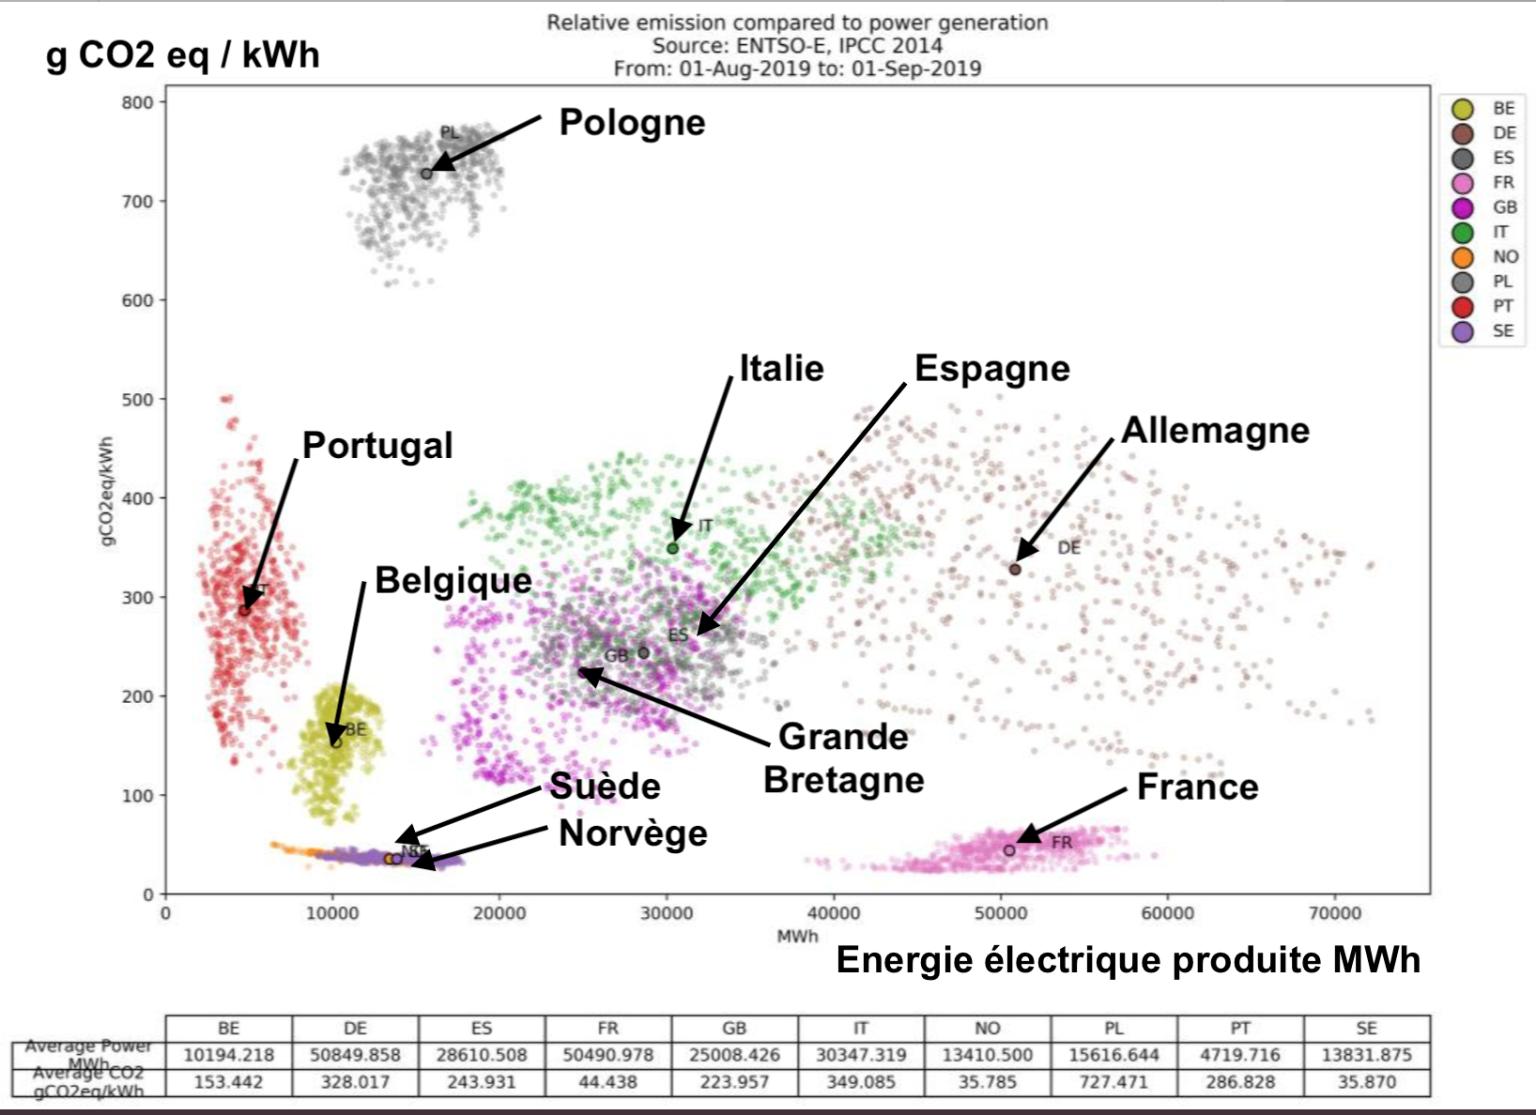 Relative emission compared to power generation
Source: ENTSO-E, IPCC 2014
From: 01-Aug-2019 to: 01-Sep-2019
g CO2 eq / kWh
gCO2eq/kWh
800
700
600
500
400
300
200
100
0
0 10000 20000 30000 40000 50000 60000 70000
MWh
Energie électrique produite MWh
PL
Pologne
Italie
Espagne
Allemagne
Portugal
Belgique
IT
DE
ES
GB
BE
Grande
Bretagne
Suède
Norvège
France
FR
BE
DE
ES
FR
GB
IT
NO
PL
PT
SE
BE DE ES FR GB IT NO PL PT SE
Average Power MWh 10194.218 50849.858 28610.508 50490.978 25008.426 30347.319 13410.500 15616.644 4719.716 13831.875
Average CO2 gCO2eq/kWh 153.442 328.017 243.931 44.438 223.957 349.085 35.785 727.471 286.828 35.870